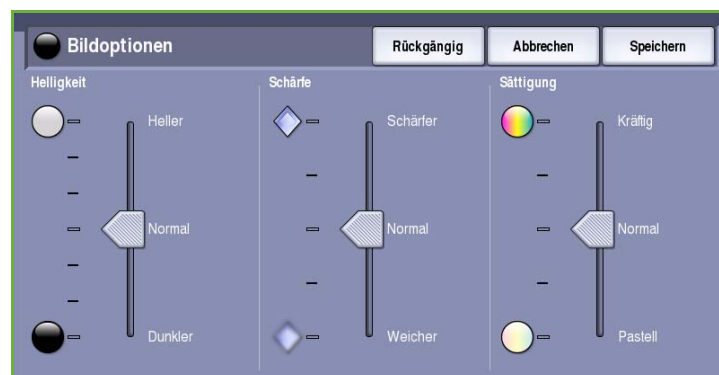 Bildoptionen
Rückgängig
Abbrechen
Speichern
Helligkeit
Heller
Normal
Dunkler
Schärfe
Schärfer
Normal
Weicher
Sättigung
Kräftig
Normal
Pastell